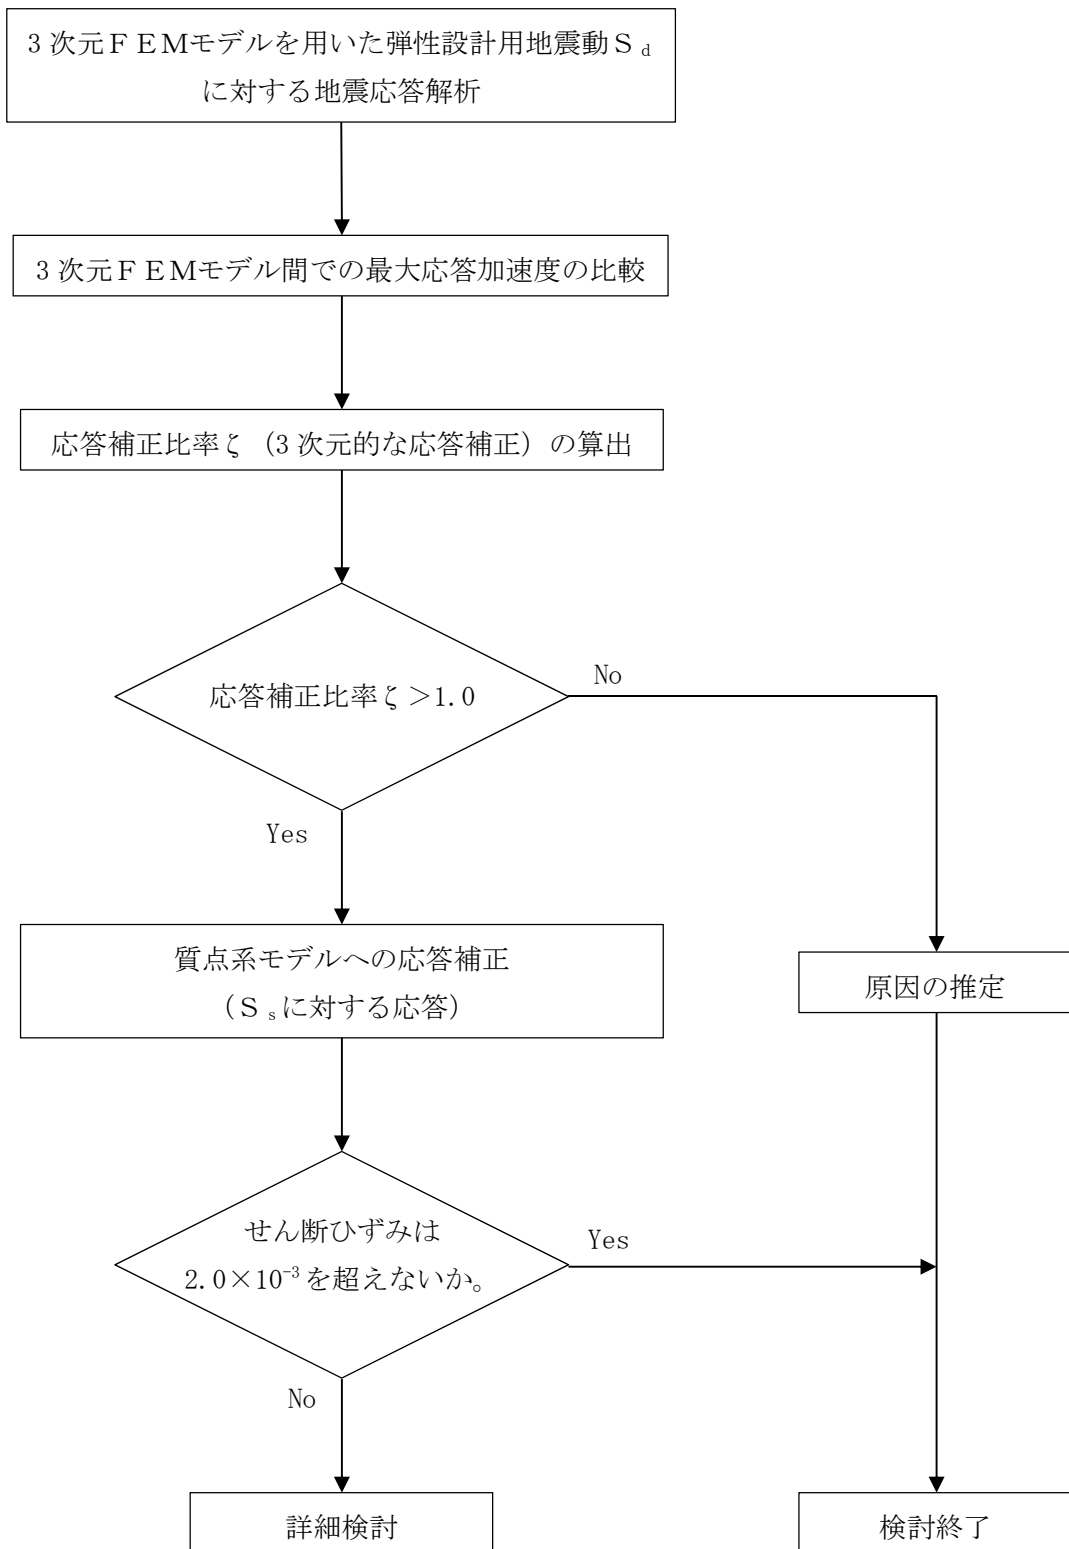 3次元ＦＥＭモデルを用いた弾性設計用地震動Ｓd
に対する地震応答解析
3次元ＦＥＭモデル間での最大応答加速度の比較
応答補正比率ζ（3次元的な応答補正）の算出
応答補正比率ζ＞1.0
No
Yes
質点系モデルへの応答補正
（Ｓsに対する応答）
原因の推定
せん断ひずみは
2.0×10⁻³を超えないか。
Yes
No
詳細検討
検討終了